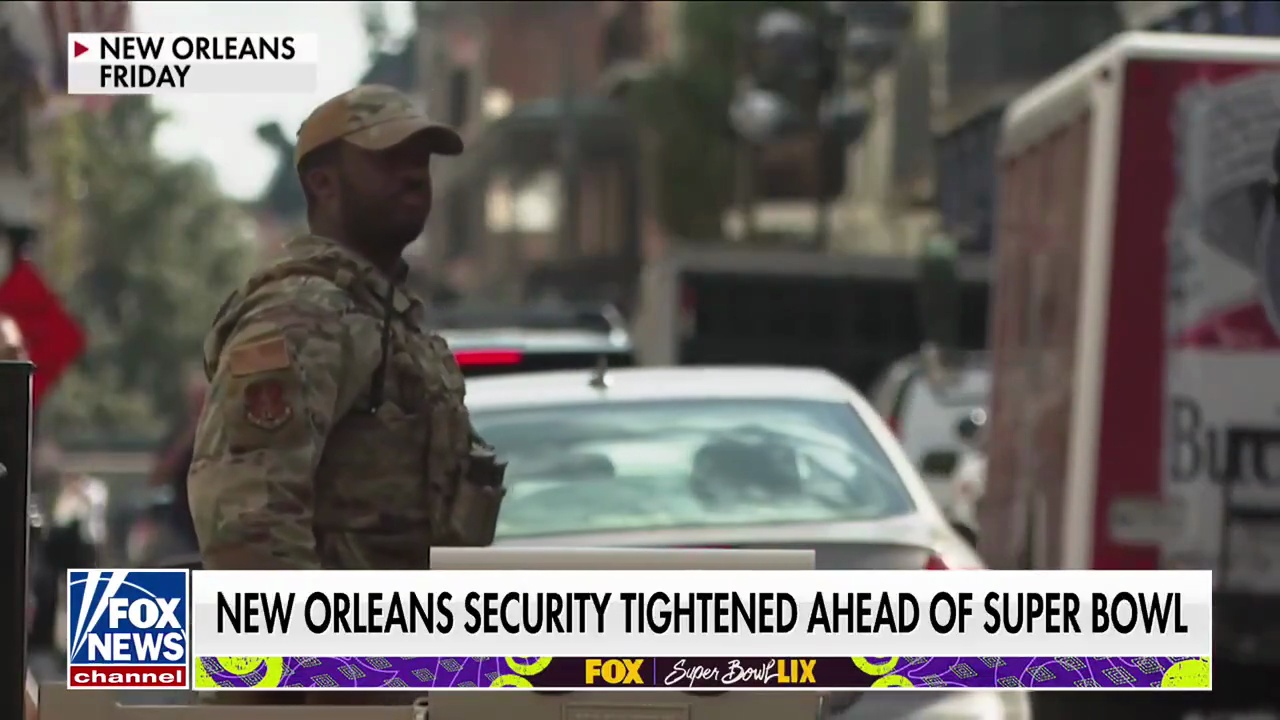 NEW ORLEANS
FRIDAY
FOX
NEWS
channel
NEW ORLEANS SECURITY TIGHTENED AHEAD OF SUPER BOWL
FOX Super Bowl LIX